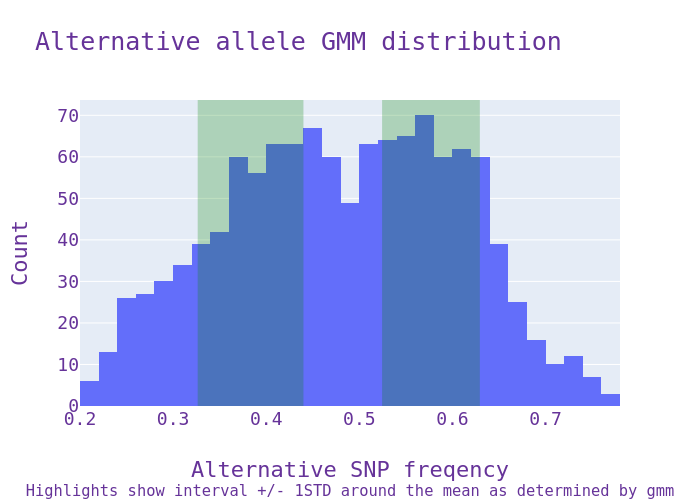 Alternative allele GMM distribution
70
60
50
40
30
20
10
0
Count
0.2 0.3 0.4 0.5 0.6 0.7
Alternative SNP freqency
Highlights show interval +/- 1STD around the mean as determined by gmm